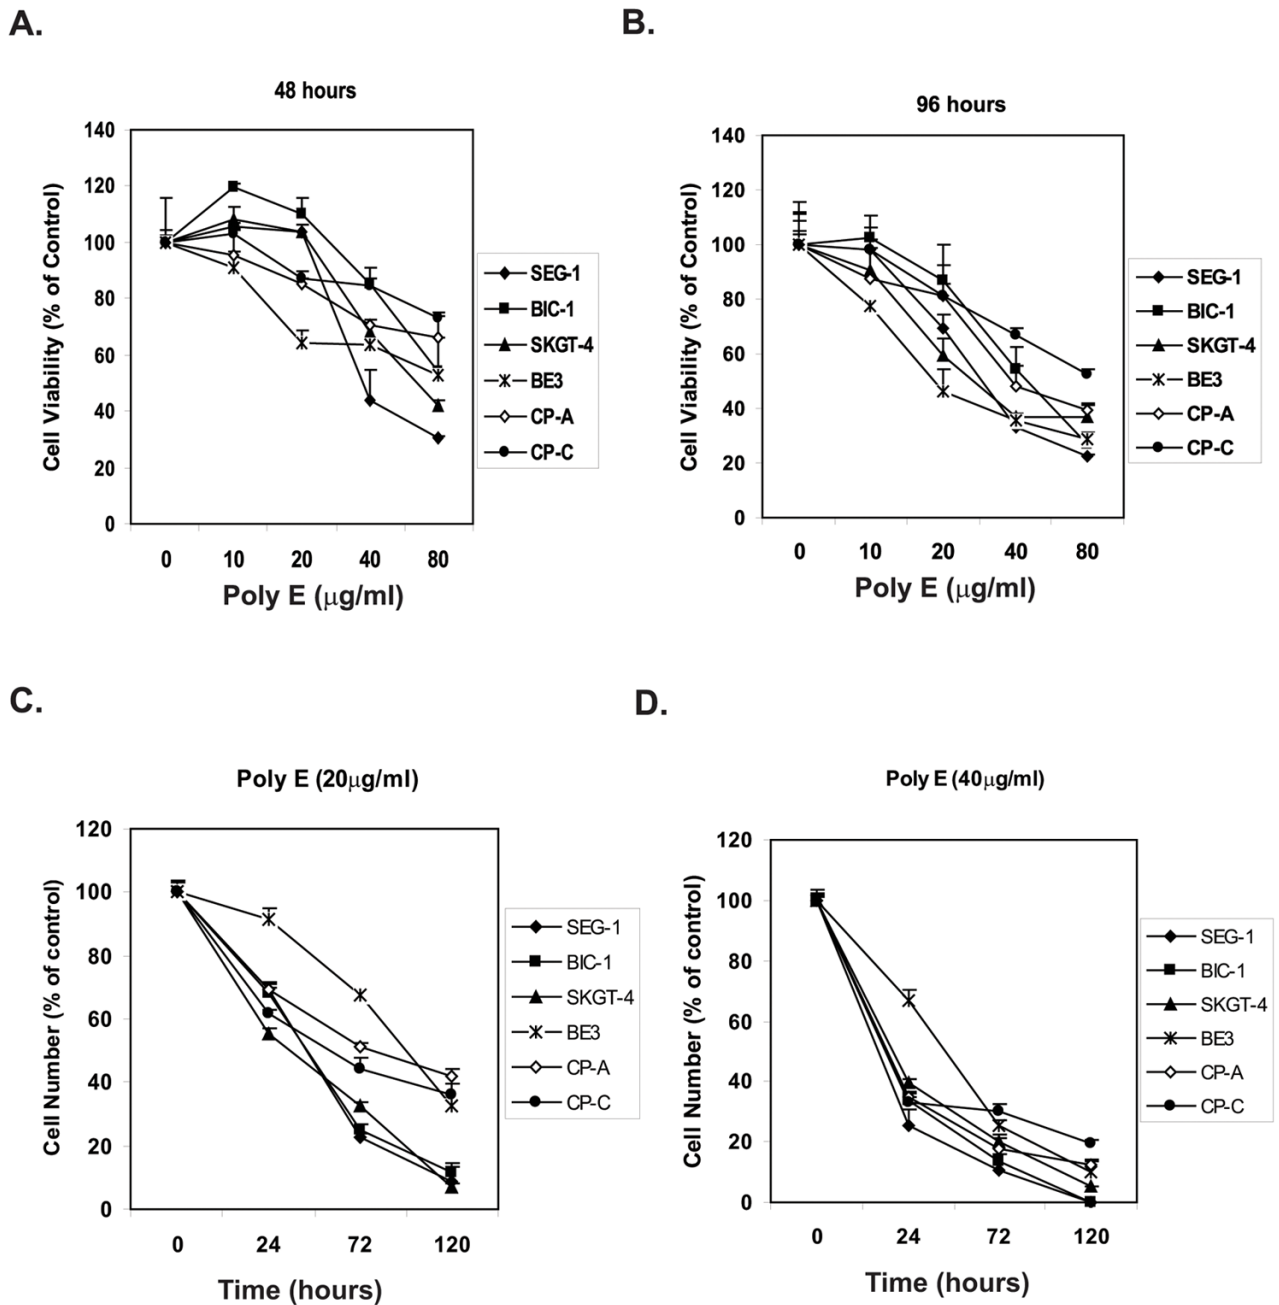 A.
48 hours
Cell Viability (% of Control)
140
120
100
80
60
40
20
0
0 10 20 40 80
Poly E (µg/ml)
SEG-1
BIC-1
SKGT-4
BE3
CP-A
CP-C
B.
96 hours
Cell Viability (% of Control)
140
120
100
80
60
40
20
0
0 10 20 40 80
Poly E (µg/ml)
SEG-1
BIC-1
SKGT-4
BE3
CP-A
CP-C
C.
Poly E (20µg/ml)
Cell Number (% of control)
120
100
80
60
40
20
0
0 24 72 120
Time (hours)
SEG-1
BIC-1
SKGT-4
BE3
CP-A
CP-C
D.
Poly E (40µg/ml)
Cell Number (% of control)
120
100
80
60
40
20
0
0 24 72 120
Time (hours)
SEG-1
BIC-1
SKGT-4
BE3
CP-A
CP-C